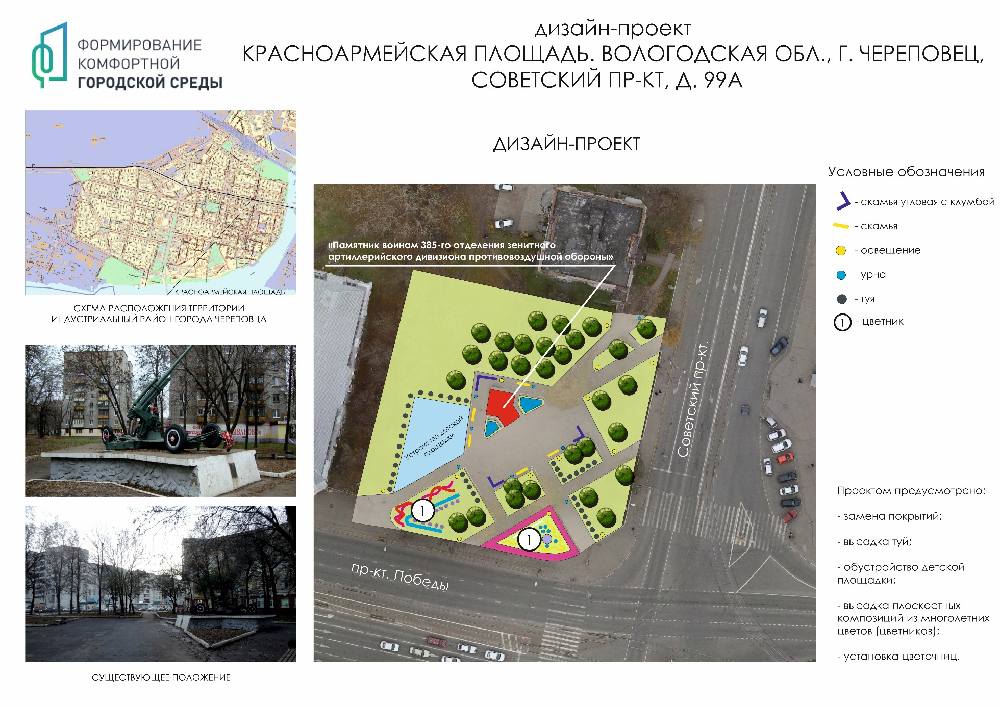 ФОРМИРОВАНИЕ
КОМФОРТНОЙ
ГОРОДСКОЙ СРЕДЫ
дизайн-проект
КРАСНОАРМЕЙСКАЯ ПЛОЩАДЬ. ВОЛОГОДСКАЯ ОБЛ., Г. ЧЕРЕПОВЕЦ,
СОВЕТСКИЙ ПР-КТ, Д. 99А
КРАСНОАРМЕЙСКАЯ ПЛОЩАДЬ
СХЕМА РАСПОЛОЖЕНИЯ ТЕРРИТОРИИ
ИНДУСТРИАЛЬНЫЙ РАЙОН ГОРОДА ЧЕРЕПОВЦА
СУЩЕСТВУЮЩЕЕ ПОЛОЖЕНИЕ
ДИЗАЙН-ПРОЕКТ
«Памятник воинам 385-го отделения зенитного
артиллерийского дивизиона противовоздушной обороны»
Устройство детской
площадки
1
1
Советский пр-кт.
пр-кт. Победы
Условные обозначения
- скамья угловая с клумбой
- скамья
- освещение
- урна
- туя
1 - цветник
Проектом предусмотрено:
- замена покрытий;
- высадка туй;
- обустройство детской
площадки;
- высадка плоскостных
композиций из многолетних
цветов (цветников);
- установка цветочниц.